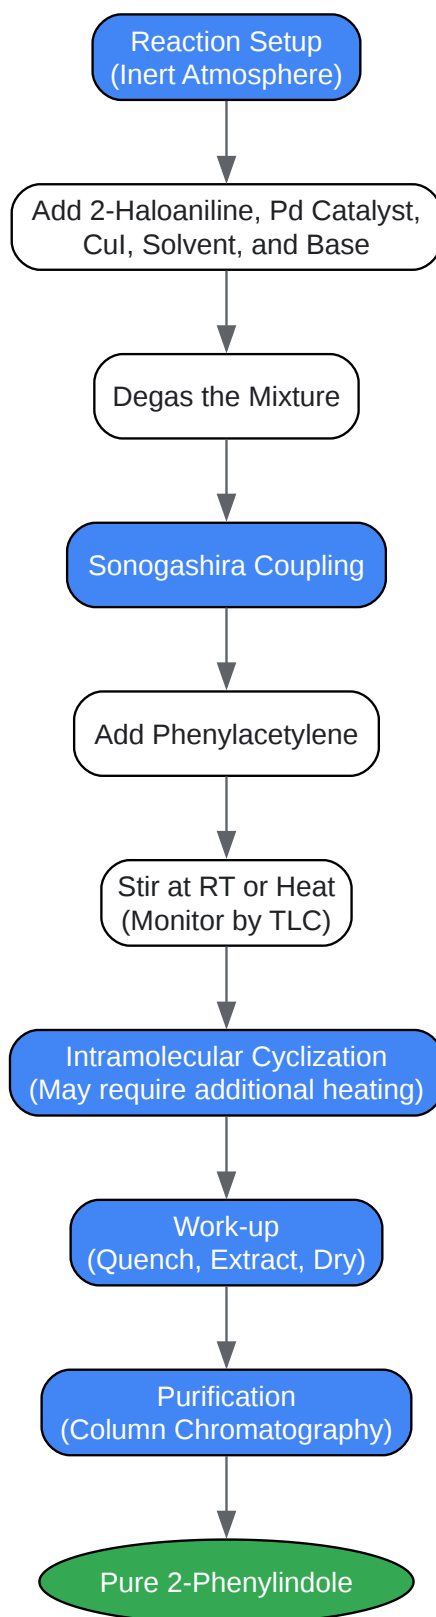 Reaction Setup
(Inert Atmosphere)
Add 2-Haloaniline, Pd Catalyst,
CuI, Solvent, and Base
Degas the Mixture
Sonogashira Coupling
Add Phenylacetylene
Stir at RT or Heat
(Monitor by TLC)
Intramolecular Cyclization
(May require additional heating)
Work-up
(Quench, Extract, Dry)
Purification
(Column Chromatography)
Pure 2-Phenylindole